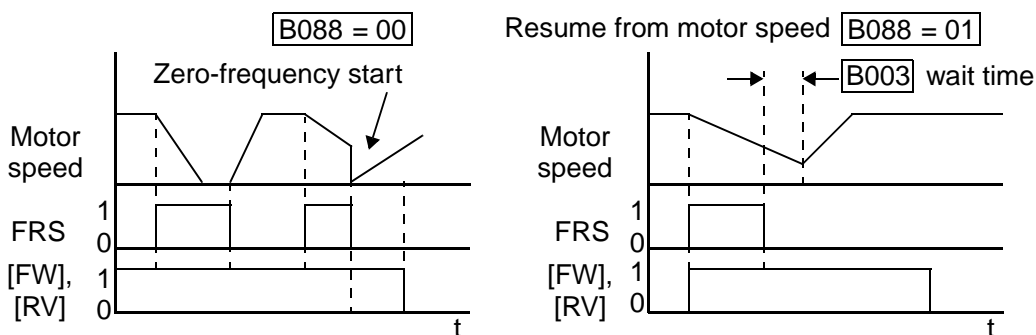 B088 = 00
Zero-frequency start
Motor
speed
FRS
1
0
[FW],
[RV]
1
0
t
Resume from motor speed B088 = 01
B003 wait time
Motor
speed
FRS
1
0
[FW],
[RV]
1
0
t